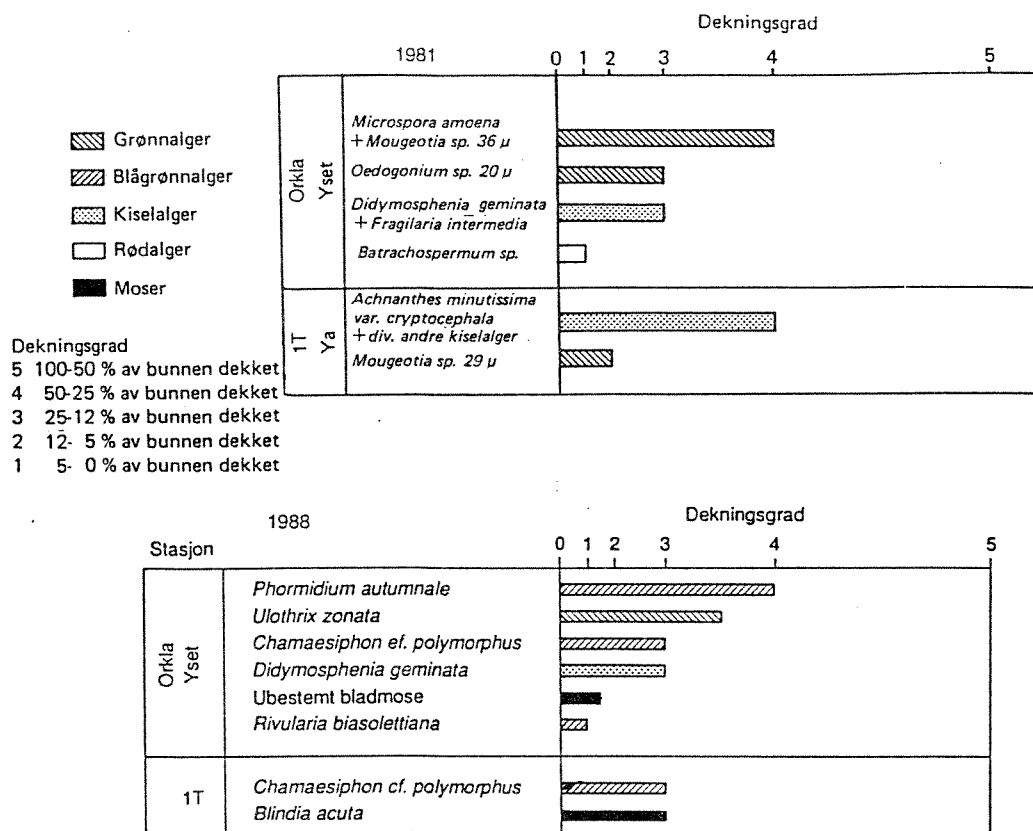 Dekningsgrad
1981
0 1 2 3 4 5
Grønnalger
Blågrønnalger
Kiselalger
Rødalger
Moser
Orkla
Yset
Microspora amoena
+ Mougeotia sp. 36 µ
Oedogonium sp. 20 µ
Didymosphenia geminata
+ Fragilaria intermedia
Batrachospermum sp.
1T
Ya
Achnanthes minutissima
var. cryptocephala
+ div. andre kiselalger
Mougeotia sp. 29 µ
Dekningsgrad
5 100-50 % av bunnen dekket
4 50-25 % av bunnen dekket
3 25-12 % av bunnen dekket
2 12- 5 % av bunnen dekket
1 5- 0 % av bunnen dekket
1988
Dekningsgrad
Stasjon
0 1 2 3 4 5
Orkla
Yset
Phormidium autumnale
Ulothrix zonata
Chamaesiphon ef. polymorphus
Didymosphenia geminata
Ubestemt bladmose
Rivularia biasolettiana
1T
Chamaesiphon cf. polymorphus
Blindia acuta